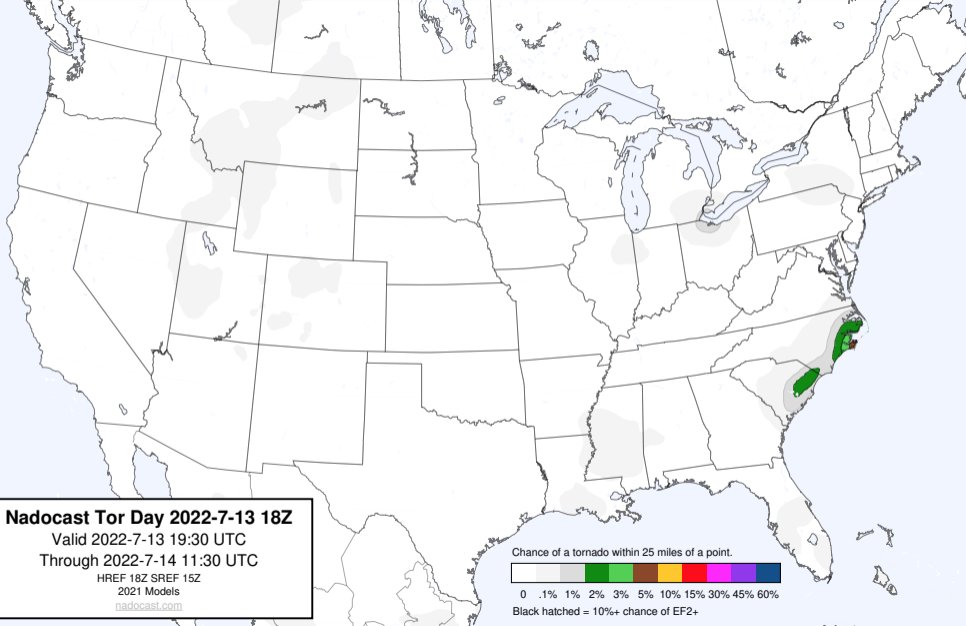 Nadocast Tor Day 2022-7-13 18Z
Valid 2022-7-13 19:30 UTC
Through 2022-7-14 11:30 UTC
HREF 18Z SREF 15Z
2021 Models
nadocast.com
Chance of a tornado within 25 miles of a point.
0 .1% 1% 2% 3% 5% 10% 15% 30% 45% 60%
Black hatched = 10%+ chance of EF2+